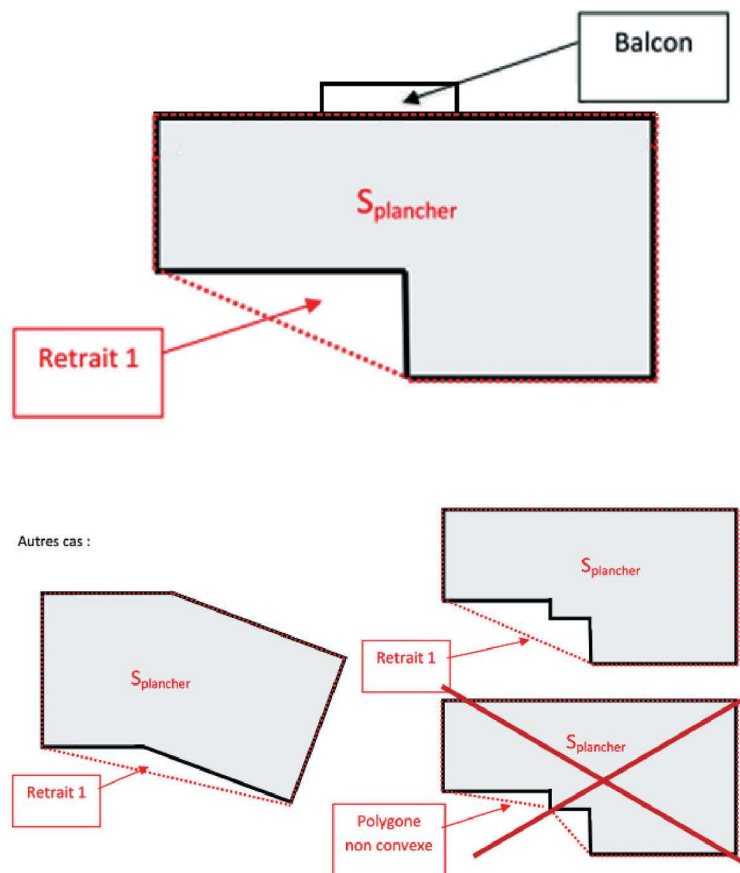 Balcon
Splancher
Retrait 1
Autres cas :
Splancher
Retrait 1
Splancher
Retrait 1
Splancher
Polygone
non convexe